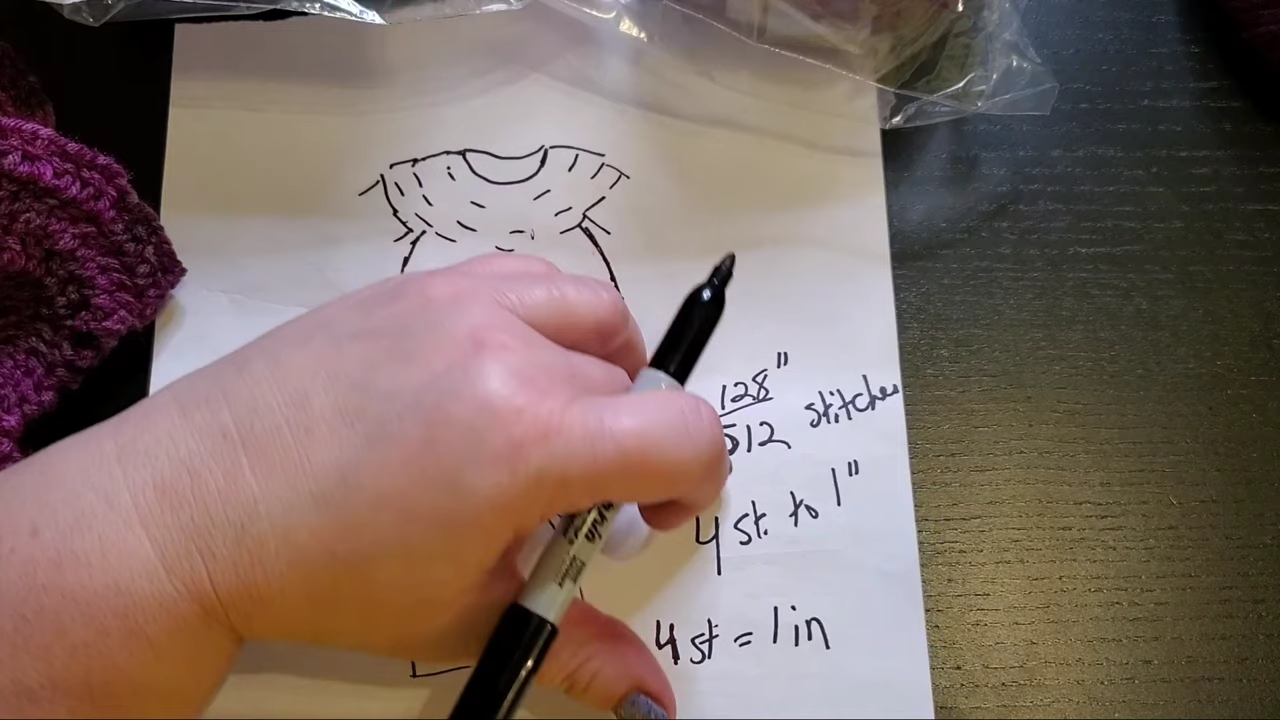 128"
512 stitches
4 st. to 1"
4 st = 1 in